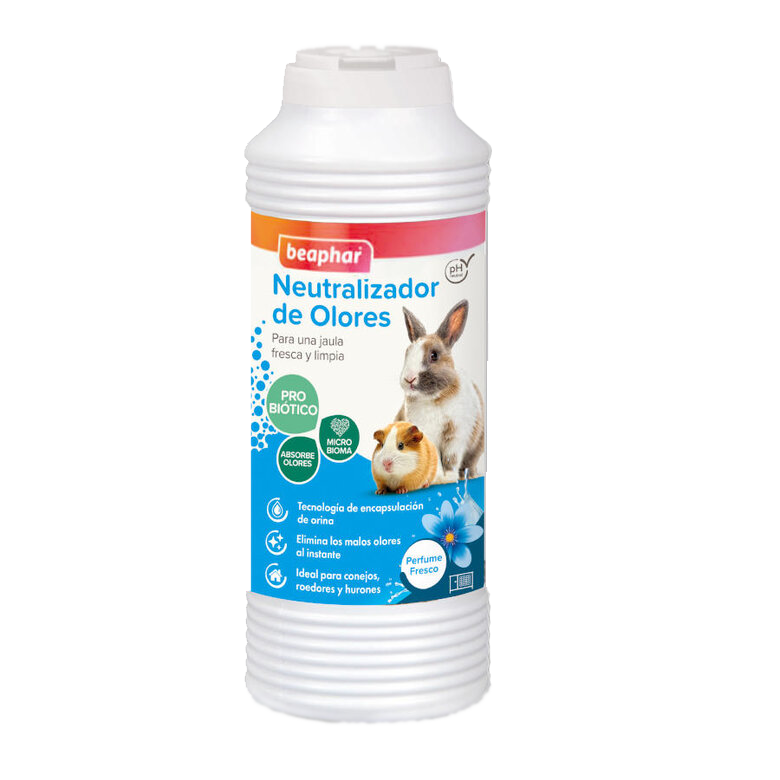 beaphar
pH
neutral
Neutralizador
de Olores
Para una jaula
fresca y limpia
PRO
BIÓTICO
MICRO
BIOMA
ABSORBE
OLORES
Tecnología de encapsulación
de orina
Elimina los malos olores
al instante
Ideal para conejos,
roedores y hurones
Perfume
Fresco